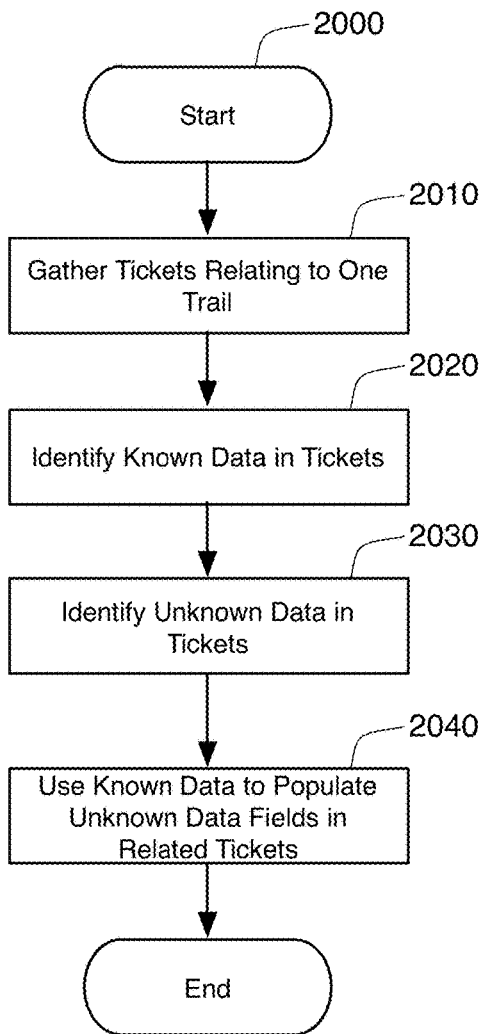 2000
Start
2010
Gather Tickets Relating to One
Trail
2020
Identify Known Data in Tickets
2030
Identify Unknown Data in
Tickets
2040
Use Known Data to Populate
Unknown Data Fields in
Related Tickets
End